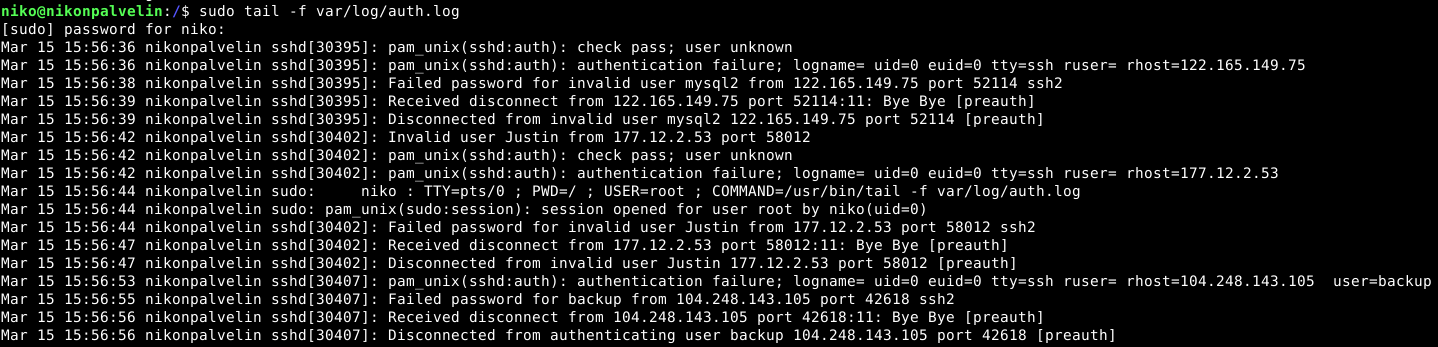 niko@nikonpalvelin:/$ sudo tail -f var/log/auth.log
[sudo] password for niko:
Mar 15 15:56:36 nikonpalvelin sshd[30395]: pam_unix(sshd:auth): check pass; user unknown
Mar 15 15:56:36 nikonpalvelin sshd[30395]: pam_unix(sshd:auth): authentication failure; logname= uid=0 euid=0 tty=ssh ruser= rhost=122.165.149.75
Mar 15 15:56:38 nikonpalvelin sshd[30395]: Failed password for invalid user mysql2 from 122.165.149.75 port 52114 ssh2
Mar 15 15:56:39 nikonpalvelin sshd[30395]: Received disconnect from 122.165.149.75 port 52114:11: Bye Bye [preauth]
Mar 15 15:56:39 nikonpalvelin sshd[30395]: Disconnected from invalid user mysql2 122.165.149.75 port 52114 [preauth]
Mar 15 15:56:42 nikonpalvelin sshd[30402]: Invalid user Justin from 177.12.2.53 port 58012
Mar 15 15:56:42 nikonpalvelin sshd[30402]: pam_unix(sshd:auth): check pass; user unknown
Mar 15 15:56:42 nikonpalvelin sshd[30402]: pam_unix(sshd:auth): authentication failure; logname= uid=0 euid=0 tty=ssh ruser= rhost=177.12.2.53
Mar 15 15:56:44 nikonpalvelin sudo:     niko : TTY=pts/0 ; PWD=/ ; USER=root ; COMMAND=/usr/bin/tail -f var/log/auth.log
Mar 15 15:56:44 nikonpalvelin sudo: pam_unix(sudo:session): session opened for user root by niko(uid=0)
Mar 15 15:56:44 nikonpalvelin sshd[30402]: Failed password for invalid user Justin from 177.12.2.53 port 58012 ssh2
Mar 15 15:56:47 nikonpalvelin sshd[30402]: Received disconnect from 177.12.2.53 port 58012:11: Bye Bye [preauth]
Mar 15 15:56:47 nikonpalvelin sshd[30402]: Disconnected from invalid user Justin 177.12.2.53 port 58012 [preauth]
Mar 15 15:56:53 nikonpalvelin sshd[30407]: pam_unix(sshd:auth): authentication failure; logname= uid=0 euid=0 tty=ssh ruser= rhost=104.248.143.105  user=backup
Mar 15 15:56:55 nikonpalvelin sshd[30407]: Failed password for backup from 104.248.143.105 port 42618 ssh2
Mar 15 15:56:56 nikonpalvelin sshd[30407]: Received disconnect from 104.248.143.105 port 42618:11: Bye Bye [preauth]
Mar 15 15:56:56 nikonpalvelin sshd[30407]: Disconnected from authenticating user backup 104.248.143.105 port 42618 [preauth]